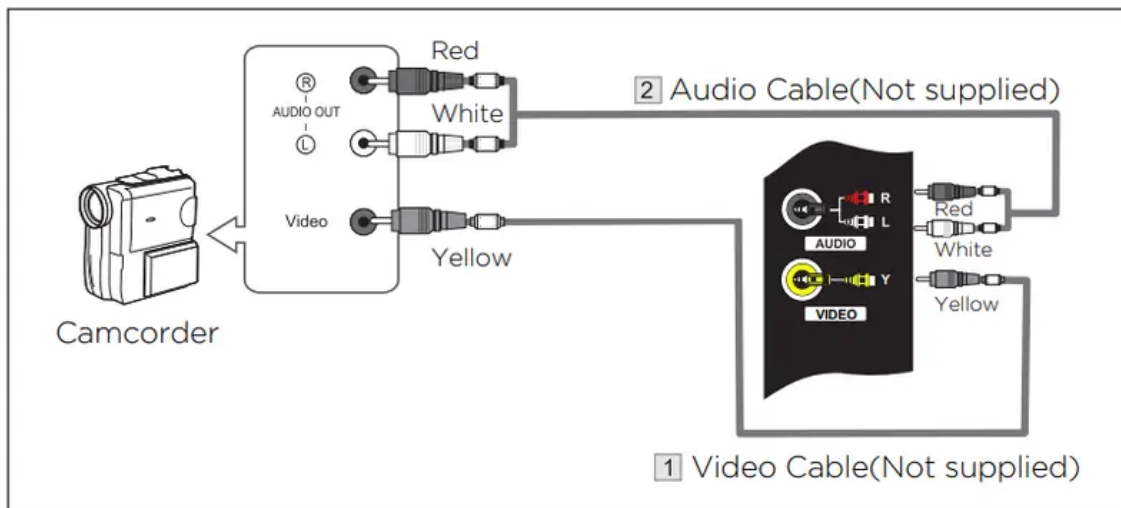 Red
R
AUDIO OUT
L
White
2 Audio Cable(Not supplied)
Video
Yellow
Camcorder
R
L
AUDIO
Red
White
Y
VIDEO
Yellow
1 Video Cable(Not supplied)